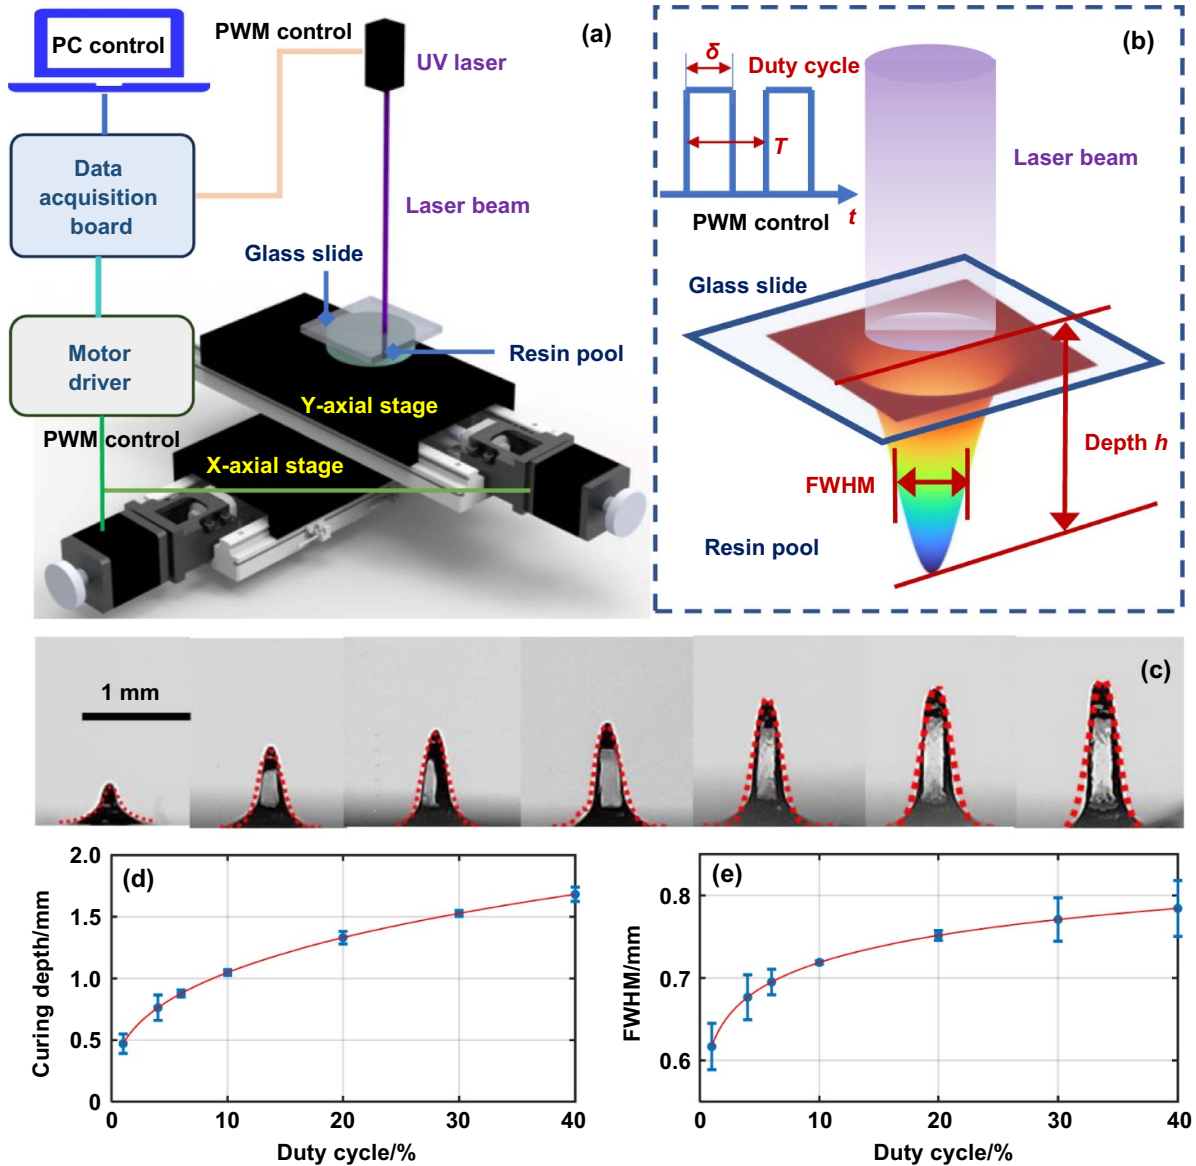 (a)
PC control
PWM control
UV laser
Data
acquisition
board
Laser beam
Glass slide
Resin pool
Motor
driver
Y-axial stage
PWM control
X-axial stage
(b)
δ
Duty cycle
T
Laser beam
PWM control
t
Glass slide
Depth h
FWHM
Resin pool
(c)
1 mm
(d)
Curing depth/mm
2.0
1.5
1.0
0.5
0
0
10
20
30
40
Duty cycle/%
(e)
FWHM/mm
0.8
0.7
0.6
0
10
20
30
40
Duty cycle/%